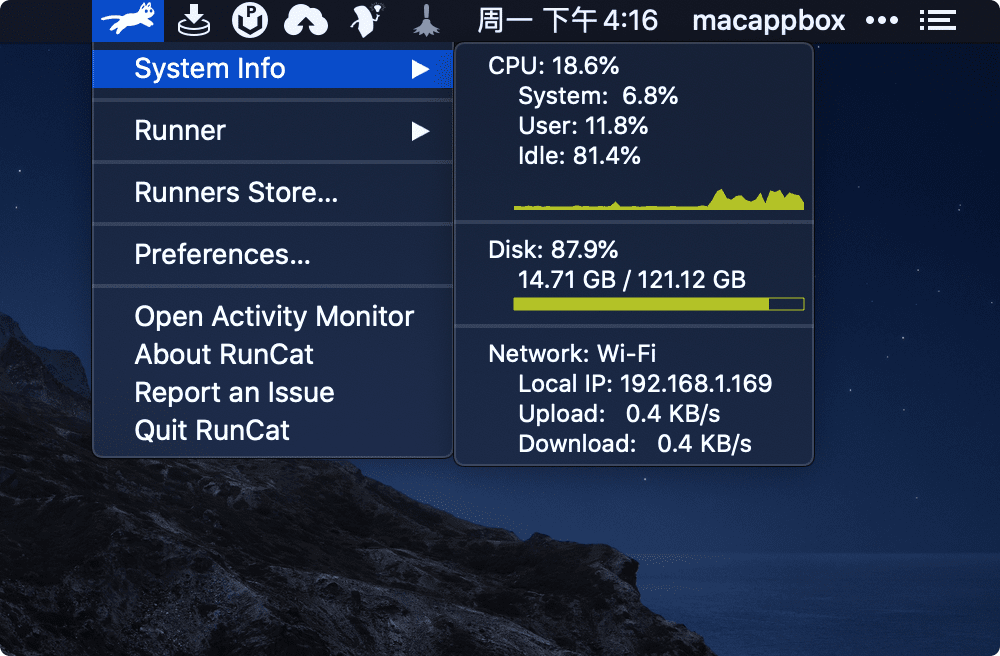 周一 下午4:16 macappbox
System Info
Runner
Runners Store...
Preferences...
Open Activity Monitor
About RunCat
Report an Issue
Quit RunCat
CPU: 18.6%
System: 6.8%
User: 11.8%
Idle: 81.4%
Disk: 87.9%
14.71 GB / 121.12 GB
Network: Wi-Fi
Local IP: 192.168.1.169
Upload: 0.4 KB/s
Download: 0.4 KB/s